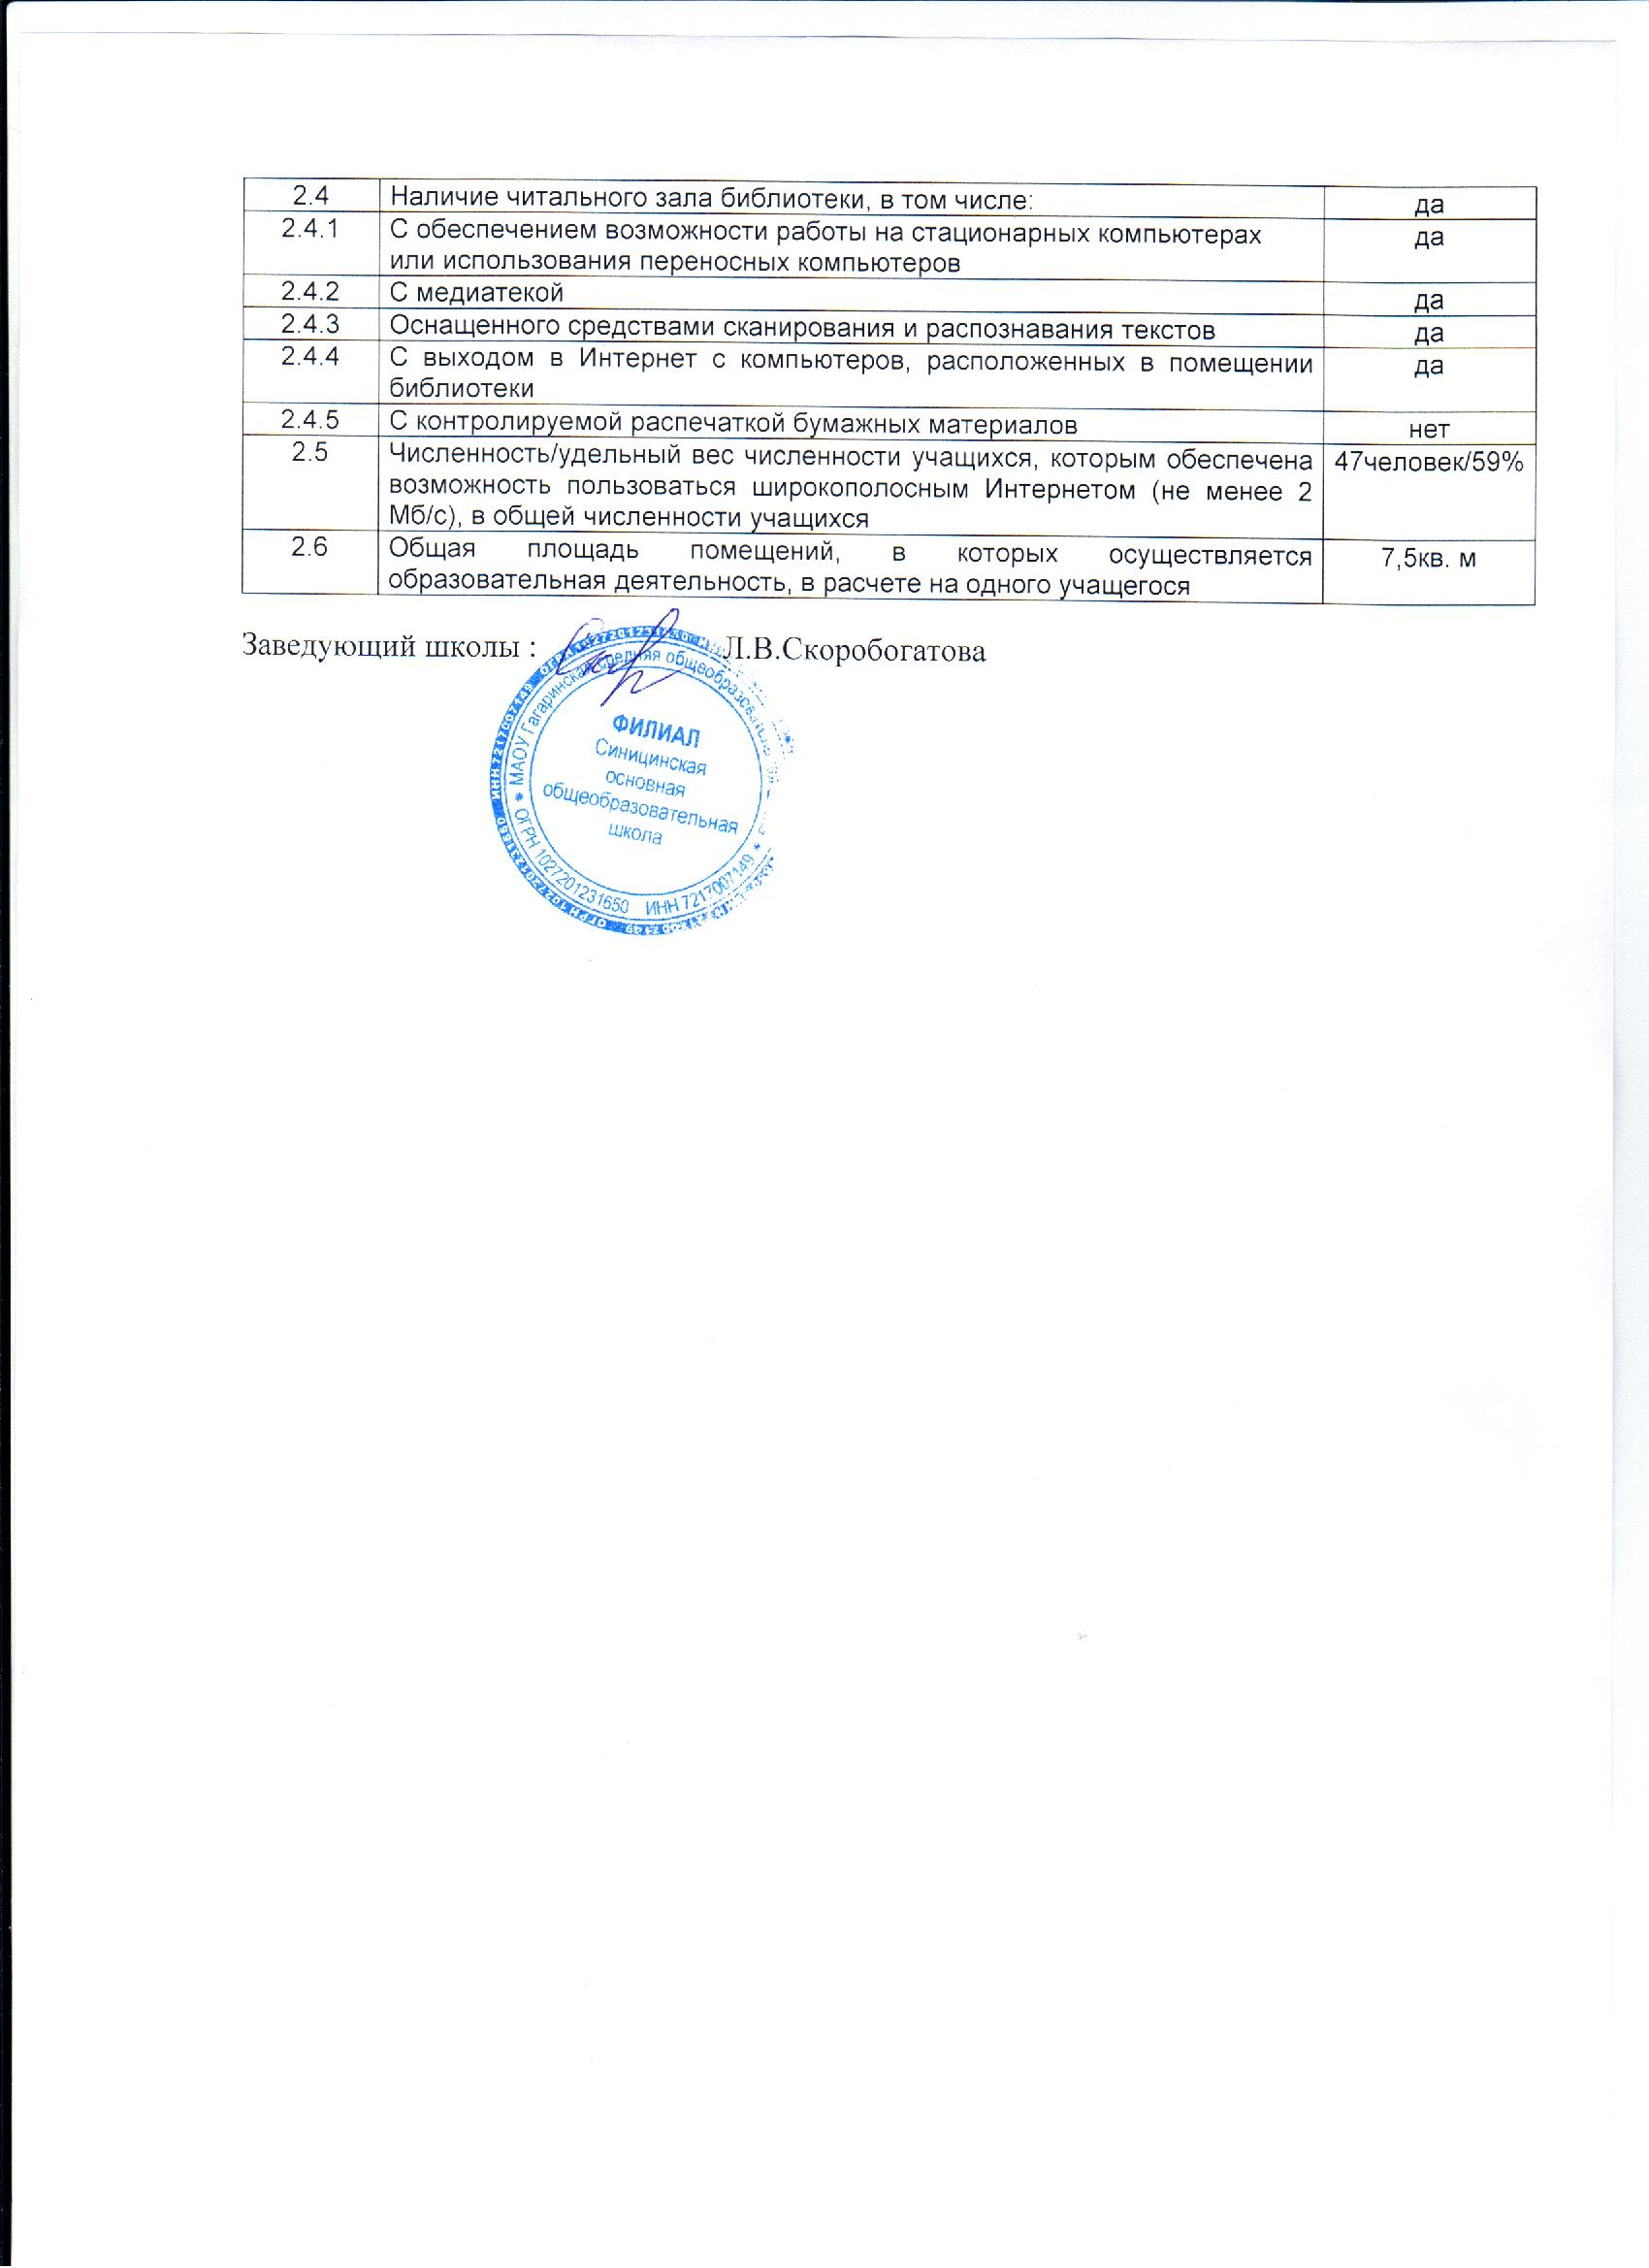 2.4 Наличие читального зала библиотеки, в том числе: да
2.4.1 С обеспечением возможности работы на стационарных компьютерах да
или использования переносных компьютеров
2.4.2 С медиатекой да
2.4.3 Оснащенного средствами сканирования и распознавания текстов да
2.4.4 С выходом в Интернет с компьютеров, расположенных в помещении да
библиотеки
2.4.5 С контролируемой распечаткой бумажных материалов нет
2.5 Численность/удельный вес численности учащихся, которым обеспечена 47человек/59%
возможность пользоваться широкополосным Интернетом (не менее 2
Мб/с), в общей численности учащихся
2.6 Общая площадь помещений, в которых осуществляется 7,5кв. м
образовательная деятельность, в расчете на одного учащегося
Заведующий школы : Л.В.Скоробогатова
МАОУ Гагаринская средняя
ФИЛИАЛ
Синицинская
основная
общеобразовательная
школа
ОГРН 1027201231650 ИНН 7217007149